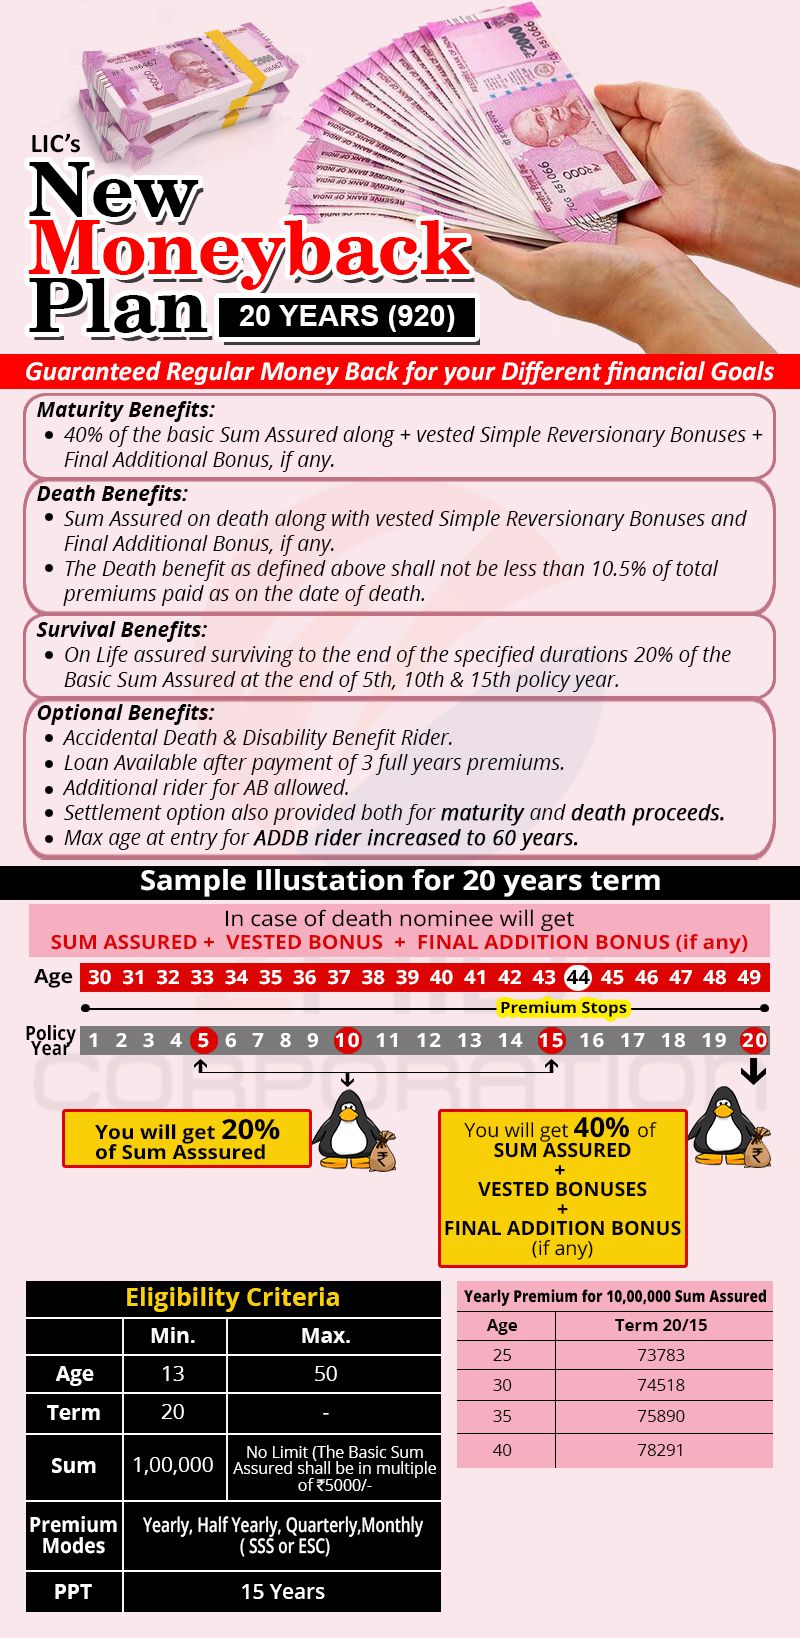 LIC's
New
Moneyback
Plan
20 YEARS (920)
Guaranteed Regular Money Back for your Different financial Goals
Maturity Benefits:
• 40% of the basic Sum Assured along + vested Simple Reversionary Bonuses +
Final Additional Bonus, if any.
Death Benefits:
• Sum Assured on death along with vested Simple Reversionary Bonuses and
Final Additional Bonus, if any.
• The Death benefit as defined above shall not be less than 10.5% of total
premiums paid as on the date of death.
Survival Benefits:
• On Life assured surviving to the end of the specified durations 20% of the
Basic Sum Assured at the end of 5th, 10th & 15th policy year.
Optional Benefits:
• Accidental Death & Disability Benefit Rider.
• Loan Available after payment of 3 full years premiums.
• Additional rider for AB allowed.
• Settlement option also provided both for maturity and death proceeds.
• Max age at entry for ADDB rider increased to 60 years.
Sample Illustation for 20 years term
In case of death nominee will get
SUM ASSURED + VESTED BONUS + FINAL ADDITION BONUS (if any)
Age 30 31 32 33 34 35 36 37 38 39 40 41 42 43 44 45 46 47 48 49
Premium Stops
Policy Year 1 2 3 4 5 6 7 8 9 10 11 12 13 14 15 16 17 18 19 20
CORPORATION
You will get 20%
of Sum Asssured
₹
You will get 40% of
SUM ASSURED
+
VESTED BONUSES
+
FINAL ADDITION BONUS
(if any)
₹
Eligibility Criteria
Min. Max.
Age 13 50
Term 20 -
Sum 1,00,000 No Limit (The Basic Sum
Assured shall be in multiple
of ₹5000/-
Premium Modes Yearly, Half Yearly, Quarterly,Monthly
( SSS or ESC)
PPT 15 Years
Yearly Premium for 10,00,000 Sum Assured
Age Term 20/15
25 73783
30 74518
35 75890
40 78291